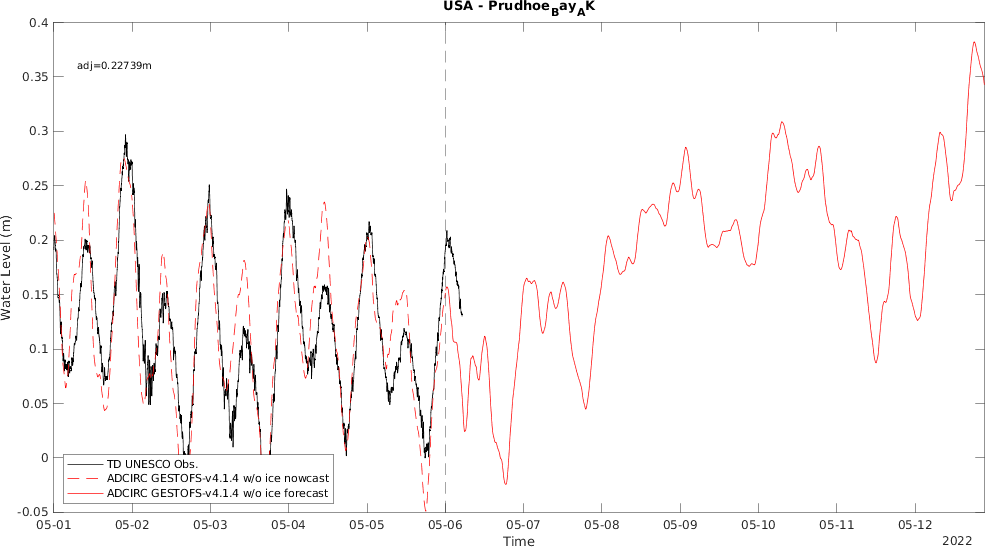 USA - Prudhoe_Bay_AK
0.4
adj=0.22739m
0.35
0.3
0.25
0.2
0.15
0.1
0.05
0
-0.05
Water Level (m)
TD UNESCO Obs.
ADCIRC GESTOFS-v4.1.4 w/o ice nowcast
ADCIRC GESTOFS-v4.1.4 w/o ice forecast
05-01 05-02 05-03 05-04 05-05 05-06 05-07 05-08 05-09 05-10 05-11 05-12
Time
2022